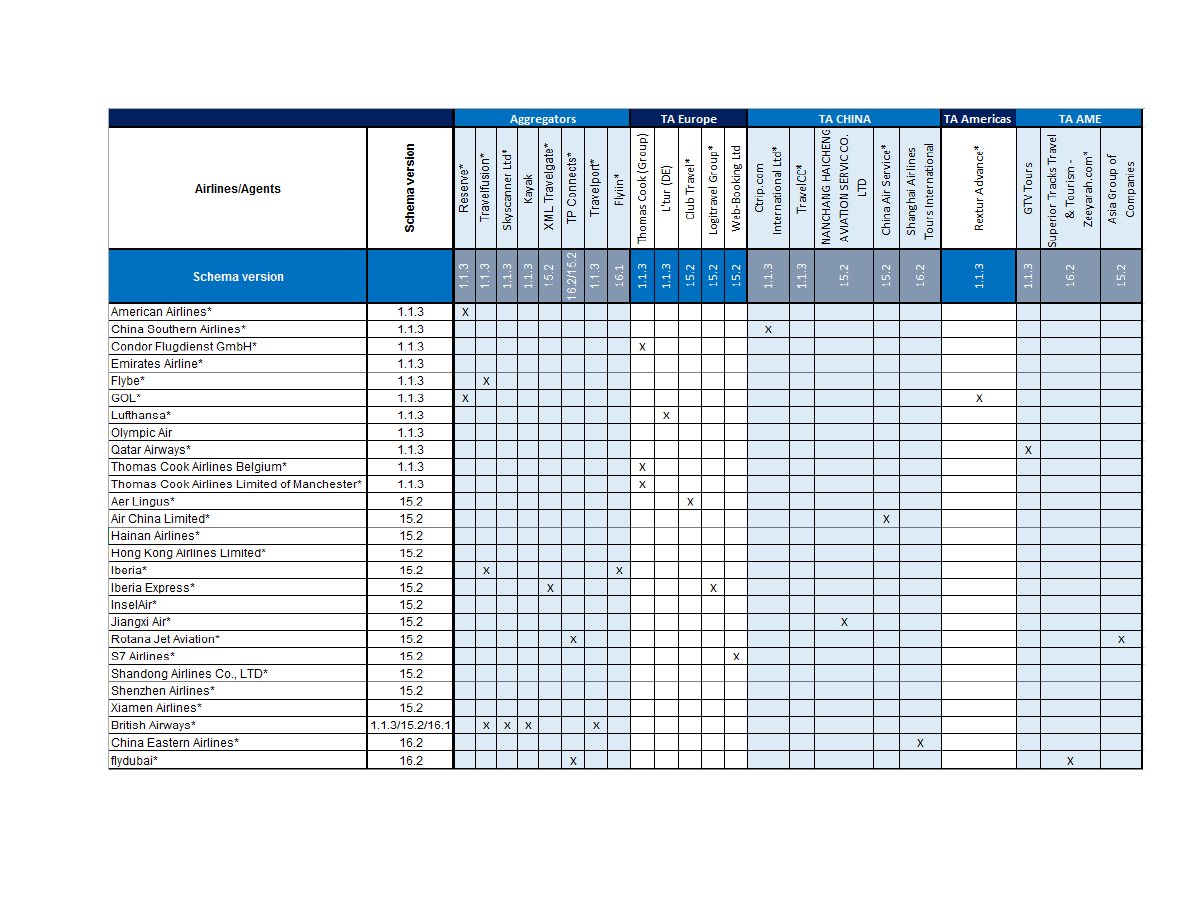 Aggregators TA Europe TA CHINA TA Americas TA AME
Airlines/Agents
Schema version
Reserve*
Travelfusion*
Skyscanner Ltd*
Kayak
XML Travelgate*
TP Connects*
Travelport*
Flyiin*
Thomas Cook (Group)
L'tur (DE)
Club Travel*
Logitravel Group*
Web-Booking Ltd
Ctrip.com
International Ltd*
TravelCC*
NANCHANG HAICHENG
AVIATION SERVIC CO.
LTD
China Air Service*
Shanghai Airlines
Tours International
Rextur Advance*
GTV Tours
Superior Tracks Travel
& Tourism -
Zeeyarah.com*
Asia Group of
Companies
Schema version 1.1.3 1.1.3 1.1.3 1.1.3 15.2 16.2/15.2 1.1.3 16.1 1.1.3 1.1.3 15.2 15.2 15.2 1.1.3 1.1.3 15.2 15.2 16.2 1.1.3 1.1.3 16.2 15.2
American Airlines* 1.1.3 X
China Southern Airlines* 1.1.3 X
Condor Flugdienst GmbH* 1.1.3 X
Emirates Airline* 1.1.3
Flybe* 1.1.3 X
GOL* 1.1.3 X X
Lufthansa* 1.1.3 X
Olympic Air 1.1.3
Qatar Airways* 1.1.3 X
Thomas Cook Airlines Belgium* 1.1.3 X
Thomas Cook Airlines Limited of Manchester* 1.1.3 X
Aer Lingus* 15.2 X
Air China Limited* 15.2 X
Hainan Airlines* 15.2
Hong Kong Airlines Limited* 15.2
Iberia* 15.2 X X
Iberia Express* 15.2 X X
InselAir* 15.2
Jiangxi Air* 15.2 X
Rotana Jet Aviation* 15.2 X X
S7 Airlines* 15.2 X
Shandong Airlines Co., LTD* 15.2
Shenzhen Airlines* 15.2
Xiamen Airlines* 15.2
British Airways* 1.1.3/15.2/16.1 X X X X
China Eastern Airlines* 16.2 X
flydubai* 16.2 X X